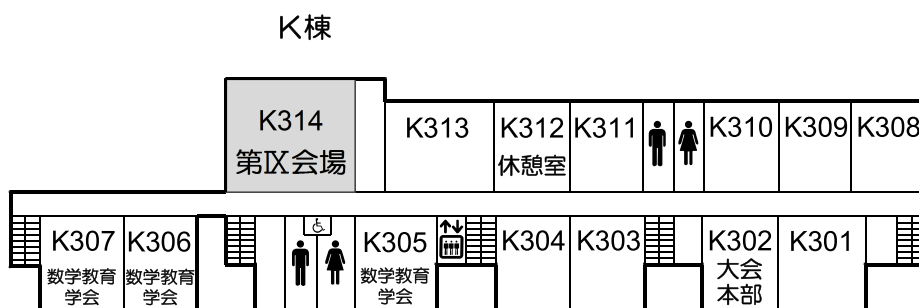 K棟
K314
第Ⅸ会場
K313
K312
休憩室
K311
K310
K309
K308
K307
数学教育
学会
K306
数学教育
学会
K305
数学教育
学会
K304
K303
K302
大会
本部
K301